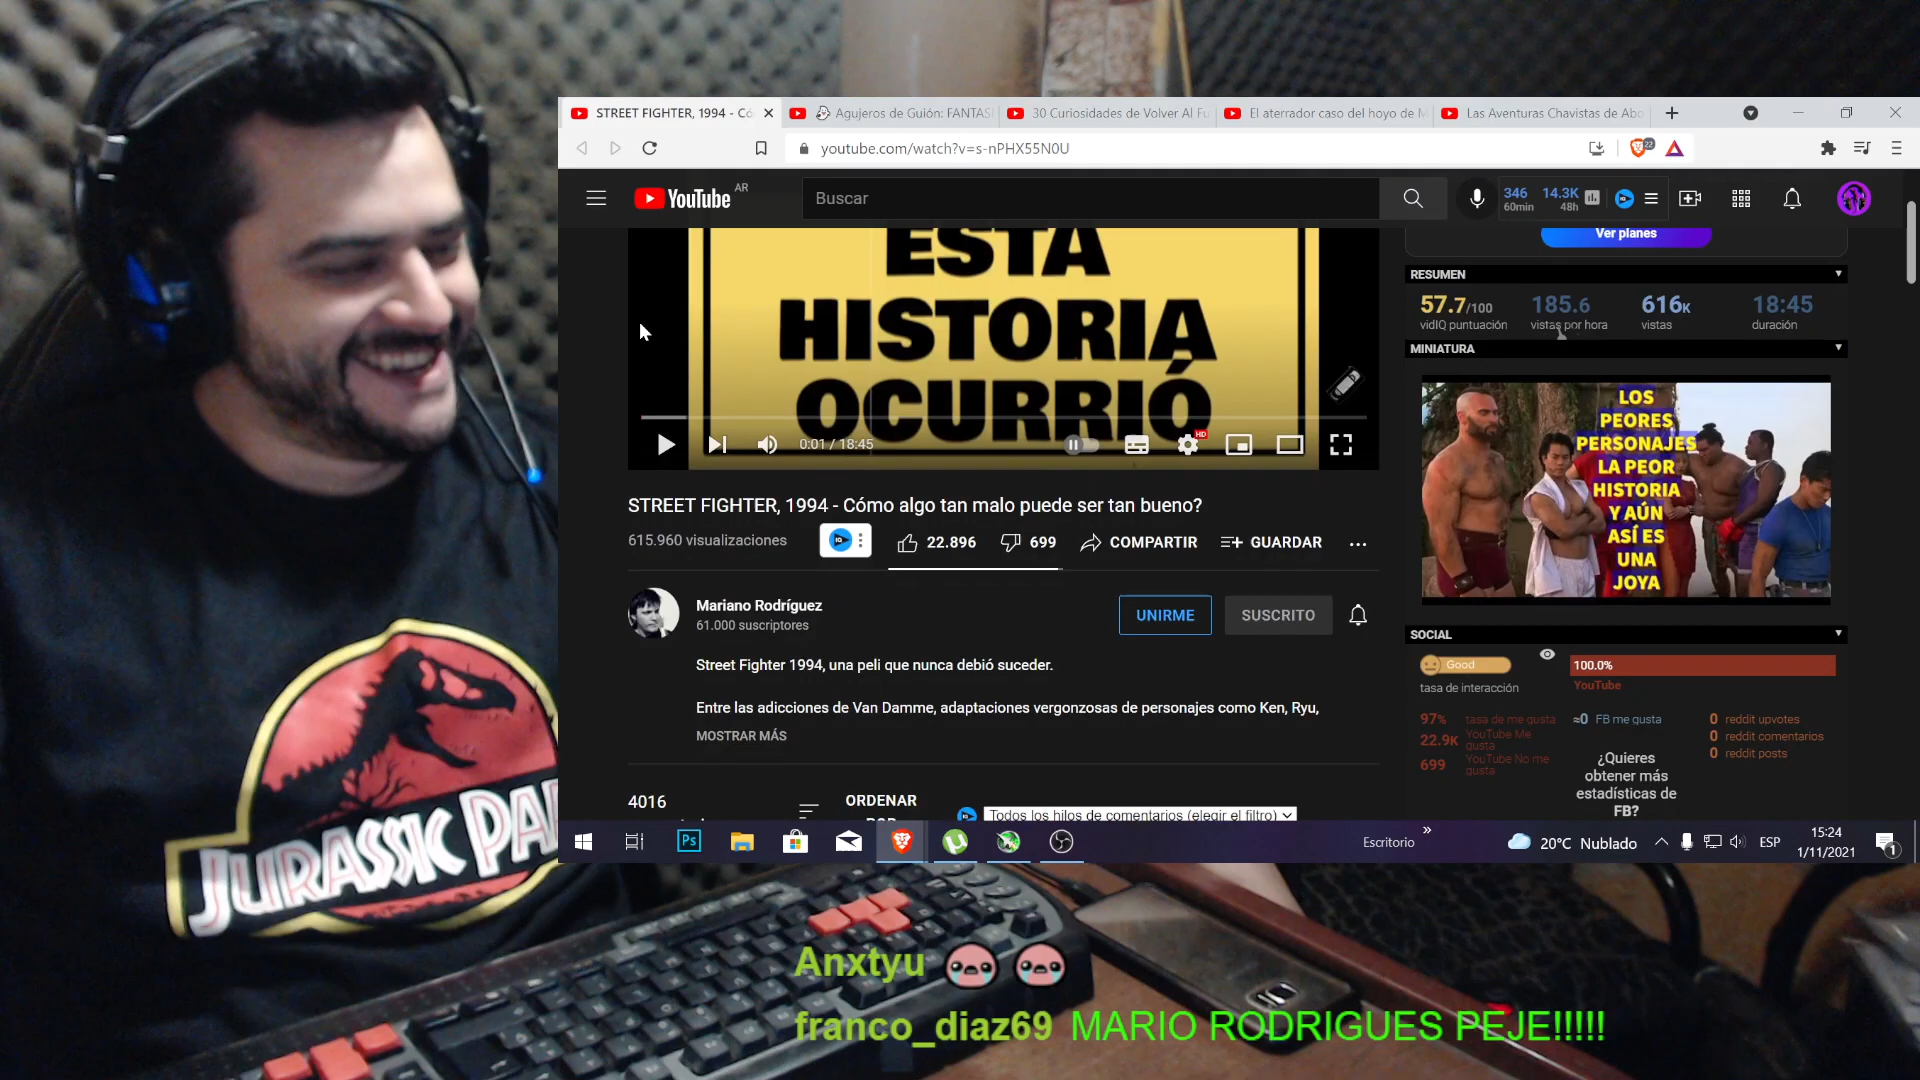 STREET FIGHTER, 1994 - Có
Agujeros de Guión: FANTAS
30 Curiosidades de Volver Al Fu
El aterrador caso del hoyo de M
Las Aventuras Chavistas de Abo
youtube.com/watch?v=s-nPHX55N0U
22
YouTube AR
Buscar
346
60min
14.3K
48h
ESTA
HISTORIA
OCURRIÓ
HD
0:01 / 18:45
STREET FIGHTER, 1994 - Cómo algo tan malo puede ser tan bueno?
615.960 visualizaciones
22.896
699
COMPARTIR
GUARDAR
Mariano Rodríguez
61.000 suscriptores
UNIRME
SUSCRITO
Street Fighter 1994, una peli que nunca debió suceder.
Entre las adicciones de Van Damme, adaptaciones vergonzosas de personajes como Ken, Ryu,
MOSTRAR MÁS
4016
ORDENAR
Todos los hilos de comentarios (elegir el filtro)
Ver planes
RESUMEN
57.7/100
vidIQ puntuación
185.6
vistas por hora
616K
vistas
18:45
duración
MINIATURA
LOS
PEORES
PERSONAJES
LA PEOR
HISTORIA
Y AÚN
ASÍ ES
UNA
JOYA
SOCIAL
Good
tasa de interacción
100.0%
YouTube
97% tasa de me gusta
22.9K YouTube Me gusta
699 YouTube No me gusta
≈0 FB me gusta
¿Quieres
obtener más
estadísticas de
FB?
0 reddit upvotes
0 reddit comentarios
0 reddit posts
Ps
Escritorio
20°C Nublado
ESP
15:24
1/11/2021
1
JURASSIC PA
Anxtyu
franco_diaz69 MARIO RODRIGUES PEJE!!!!!